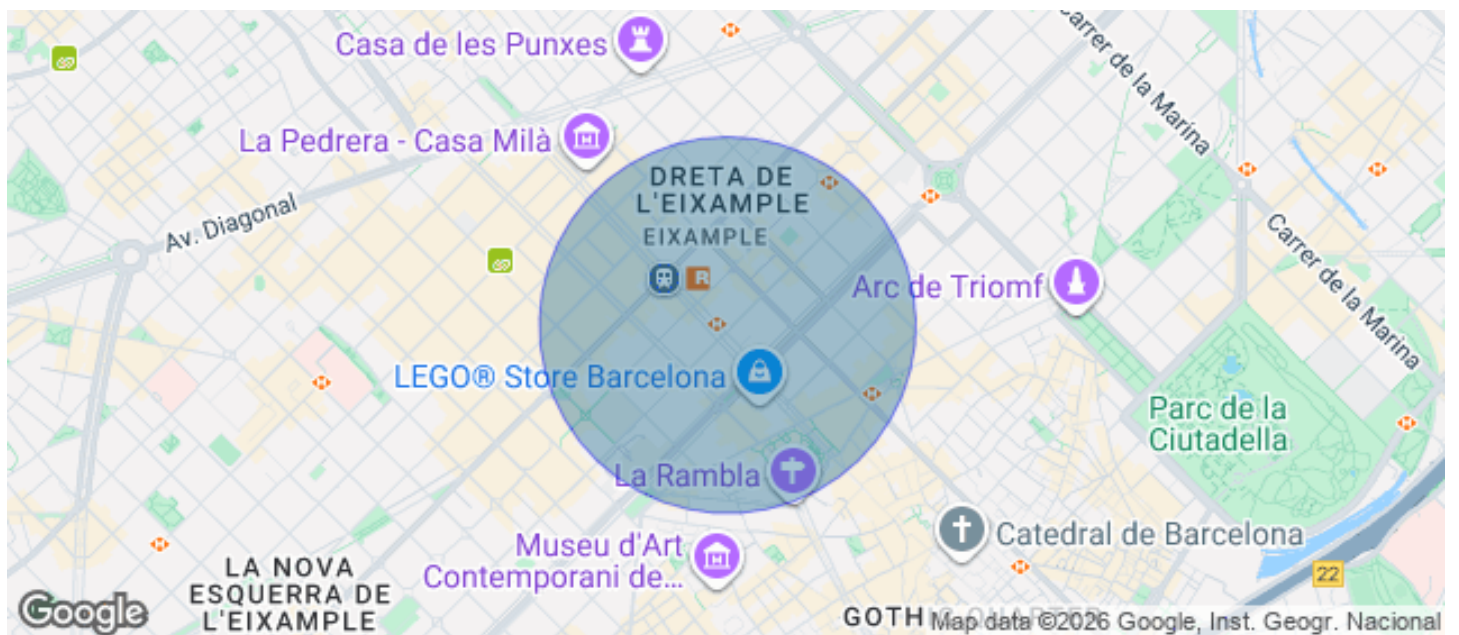 Casa de les Punxes
La Pedrera - Casa Milà
Carrer de la Marina
DRETA DE
L'EIXAMPLE
EIXAMPLE
Av. Diagonal
R
Arc de Triomf
Carrer de la Marina
LEGO® Store Barcelona
Parc de la
Ciutadella
La Rambla
Museu d'Art
Contemporani de...
Catedral de Barcelona
22
LA NOVA
ESQUERRA DE
L'EIXAMPLE
GOTHIC QUARTER
Google
Map data ©2026 Google, Inst. Geogr. Nacional